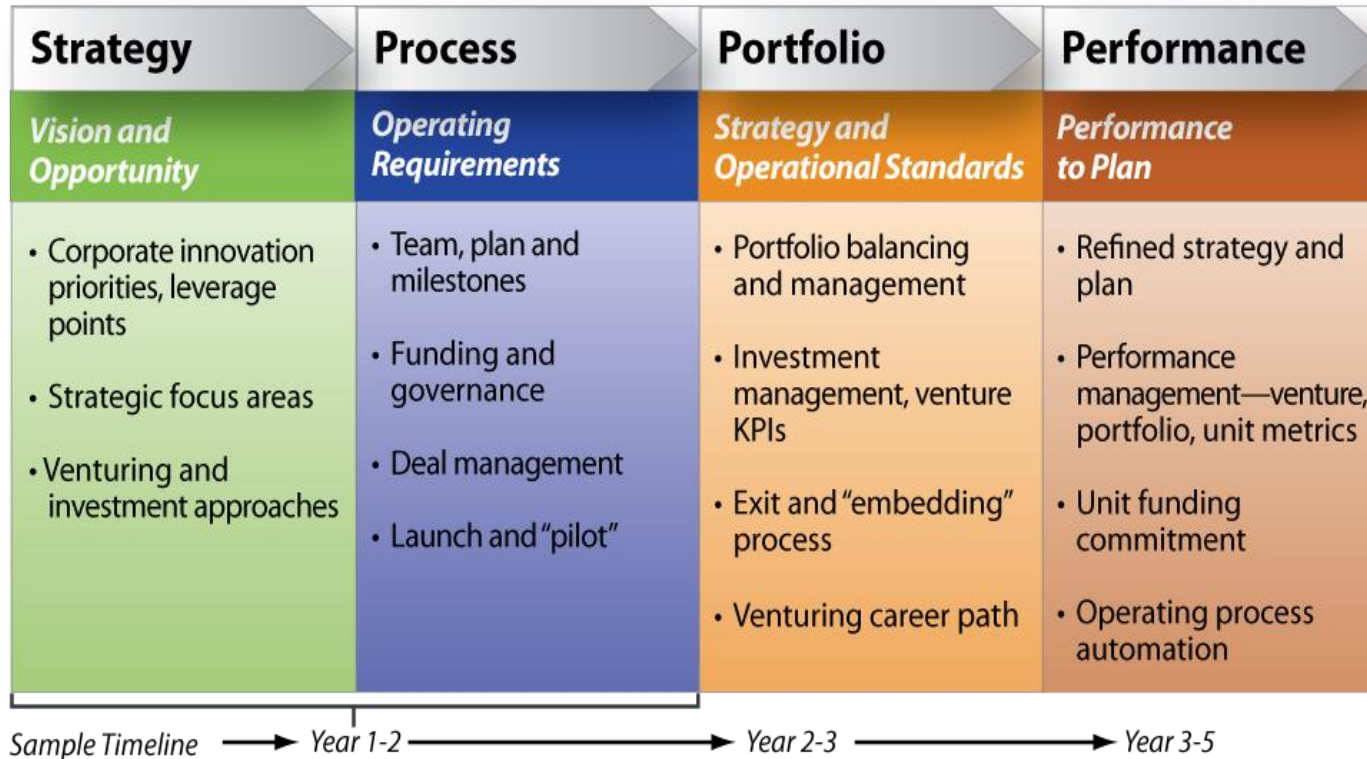 Strategy
Vision and
Opportunity
• Corporate innovation
priorities, leverage
points
• Strategic focus areas
• Venturing and
investment approaches
Process
Operating
Requirements
• Team, plan and
milestones
• Funding and
governance
• Deal management
• Launch and “pilot”
Portfolio
Strategy and
Operational Standards
• Portfolio balancing
and management
• Investment
management, venture
KPIs
• Exit and “embedding”
process
• Venturing career path
Performance
Performance
to Plan
• Refined strategy and
plan
• Performance
management—venture,
portfolio, unit metrics
• Unit funding
commitment
• Operating process
automation
Sample Timeline Year 1-2 Year 2-3 Year 3-5